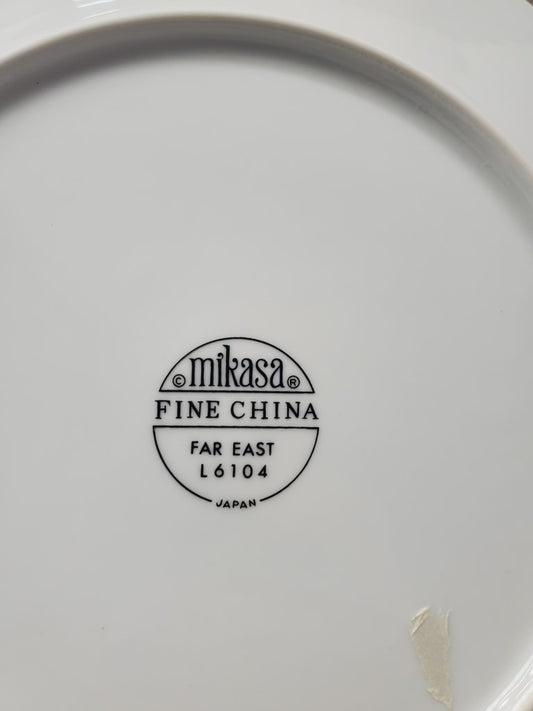 © mikasa ®
FINE CHINA
FAR EAST
L6104
JAPAN